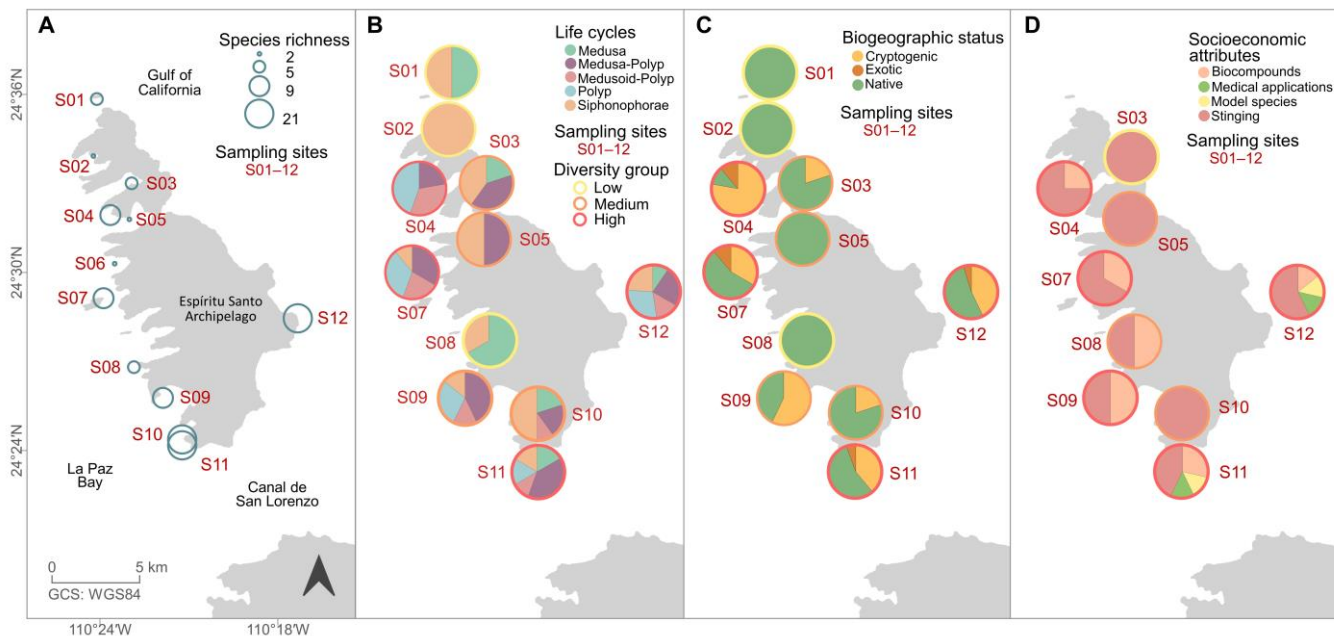 A
Species richness
2
5
9
21
Gulf of
California
Sampling sites
S01–12
S01
S02
S03
S04
S05
S06
S07
Espíritu Santo
Archipelago
S12
S08
S09
S10
S11
La Paz
Bay
Canal de
San Lorenzo
0 5 km
GCS: WGS84
24°36'N
24°30'N
24°24'N
110°24'W
110°18'W
B
Life cycles
Medusa
Medusa-Polyp
Medusoid-Polyp
Polyp
Siphonophorae
Sampling sites
S01–12
Diversity group
Low
Medium
High
S01
S02
S03
S04
S05
S07
S12
S08
S09
S10
S11
C
Biogeographic status
Cryptogenic
Exotic
Native
Sampling sites
S01–12
S01
S02
S03
S04
S05
S07
S12
S08
S09
S10
S11
D
Socioeconomic
attributes
Biocompounds
Medical applications
Model species
Stinging
Sampling sites
S01–12
S03
S04
S05
S07
S12
S08
S09
S10
S11